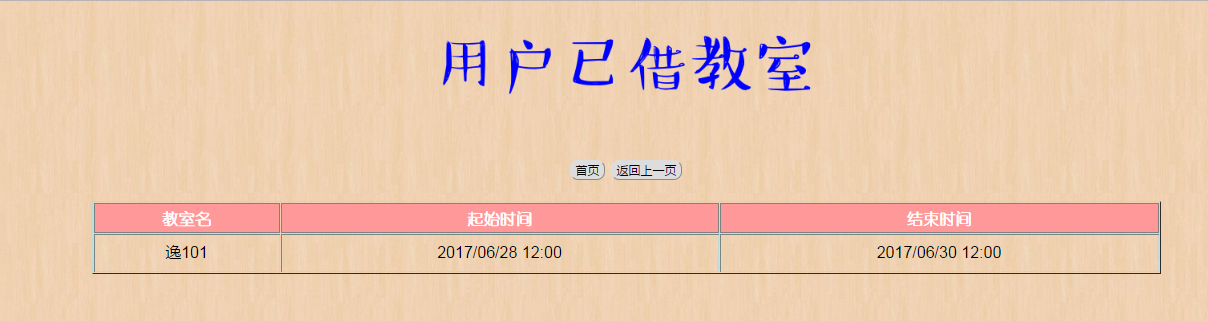 用户已借教室
首页 返回上一页
教室名 起始时间 结束时间
逸101 2017/06/28 12:00 2017/06/30 12:00